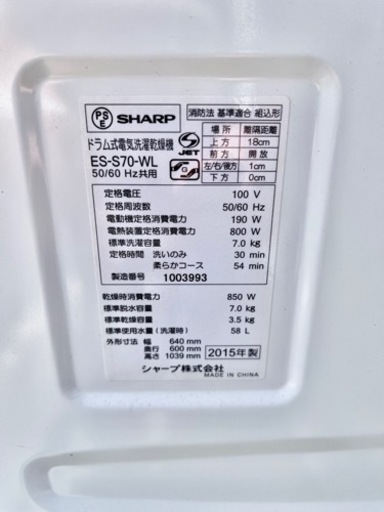 PS E SHARP
ドラム式電気洗濯乾燥機
ES-S70-WL
50/60 Hz共用
S JET
消防法 基準適合 組込形
場所 離隔距離
上方 18cm
前方 開放
左/右/後方 1cm
下方 0cm
定格電圧 100 V
定格周波数 50/60 Hz
電動機定格消費電力 190 W
電熱装置定格消費電力 800 W
標準洗濯容量 7.0 kg
定格時間 洗いのみ 30 min
柔らかコース 54 min
製造番号 1003993
乾燥時消費電力 850 W
標準脱水容量 7.0 kg
標準乾燥容量 3.5 kg
標準使用水量(洗濯時) 58 L
外形寸法 幅 640 mm
奥行 600 mm
高さ 1039 mm
2015年製
シャープ株式会社
MADE IN CHINA